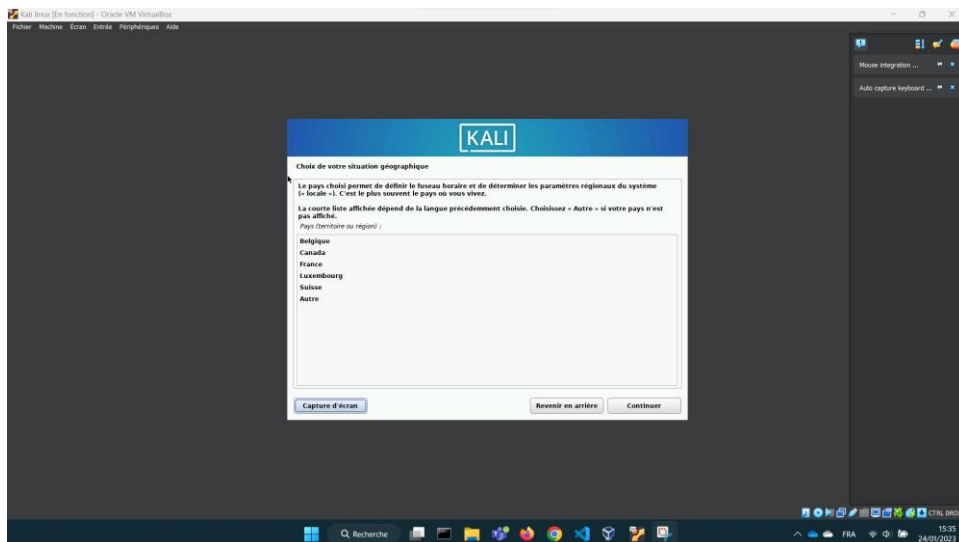 Kali linux [En fonction] - Oracle VM VirtualBox
Fichier Machine Écran Entrée Périphériques Aide
Mouse integration ...
Auto capture keyboard ...
KALI
Choix de votre situation géographique
Le pays choisi permet de définir le fuseau horaire et de déterminer les paramètres régionaux du système
(« locale »). C'est le plus souvent le pays où vous vivez.
La courte liste affichée dépend de la langue précédemment choisie. Choisissez « Autre » si votre pays n'est
pas affiché.
Pays (territoire ou région) :
Belgique
Canada
France
Luxembourg
Suisse
Autre
Capture d'écran
Revenir en arrière
Continuer
CTRL DROI
Recherche
FRA
15:35
24/01/2023